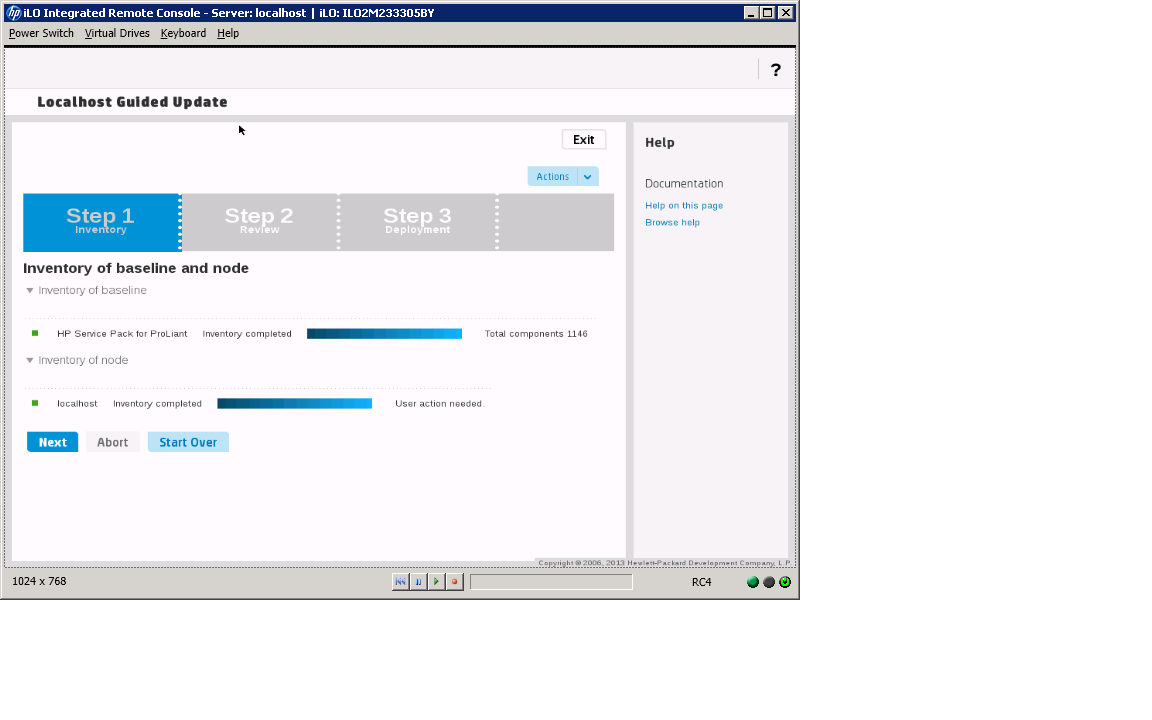 iLO Integrated Remote Console - Server: localhost | iLO: ILO2M233305BY
Power Switch Virtual Drives Keyboard Help
?
Localhost Guided Update
Exit
Actions
Step 1
Inventory
Step 2
Review
Step 3
Deployment
Inventory of baseline and node
Inventory of baseline
HP Service Pack for ProLiant Inventory completed Total components 1146
Inventory of node
localhost Inventory completed User action needed.
Next Abort Start Over
Help
Documentation
Help on this page
Browse help
Copyright © 2006, 2013 Hewlett-Packard Development Company, L.P.
1024 x 768 RC4